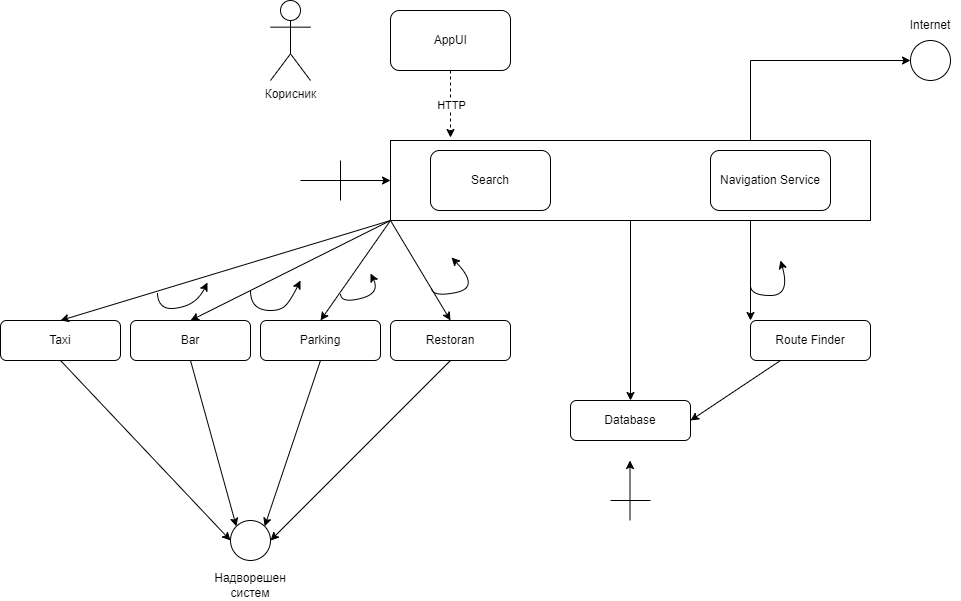 Internet
AppUI
Корисник
HTTP
Search
Navigation Service
Taxi
Bar
Parking
Restoran
Route Finder
Database
Надворешен
систем